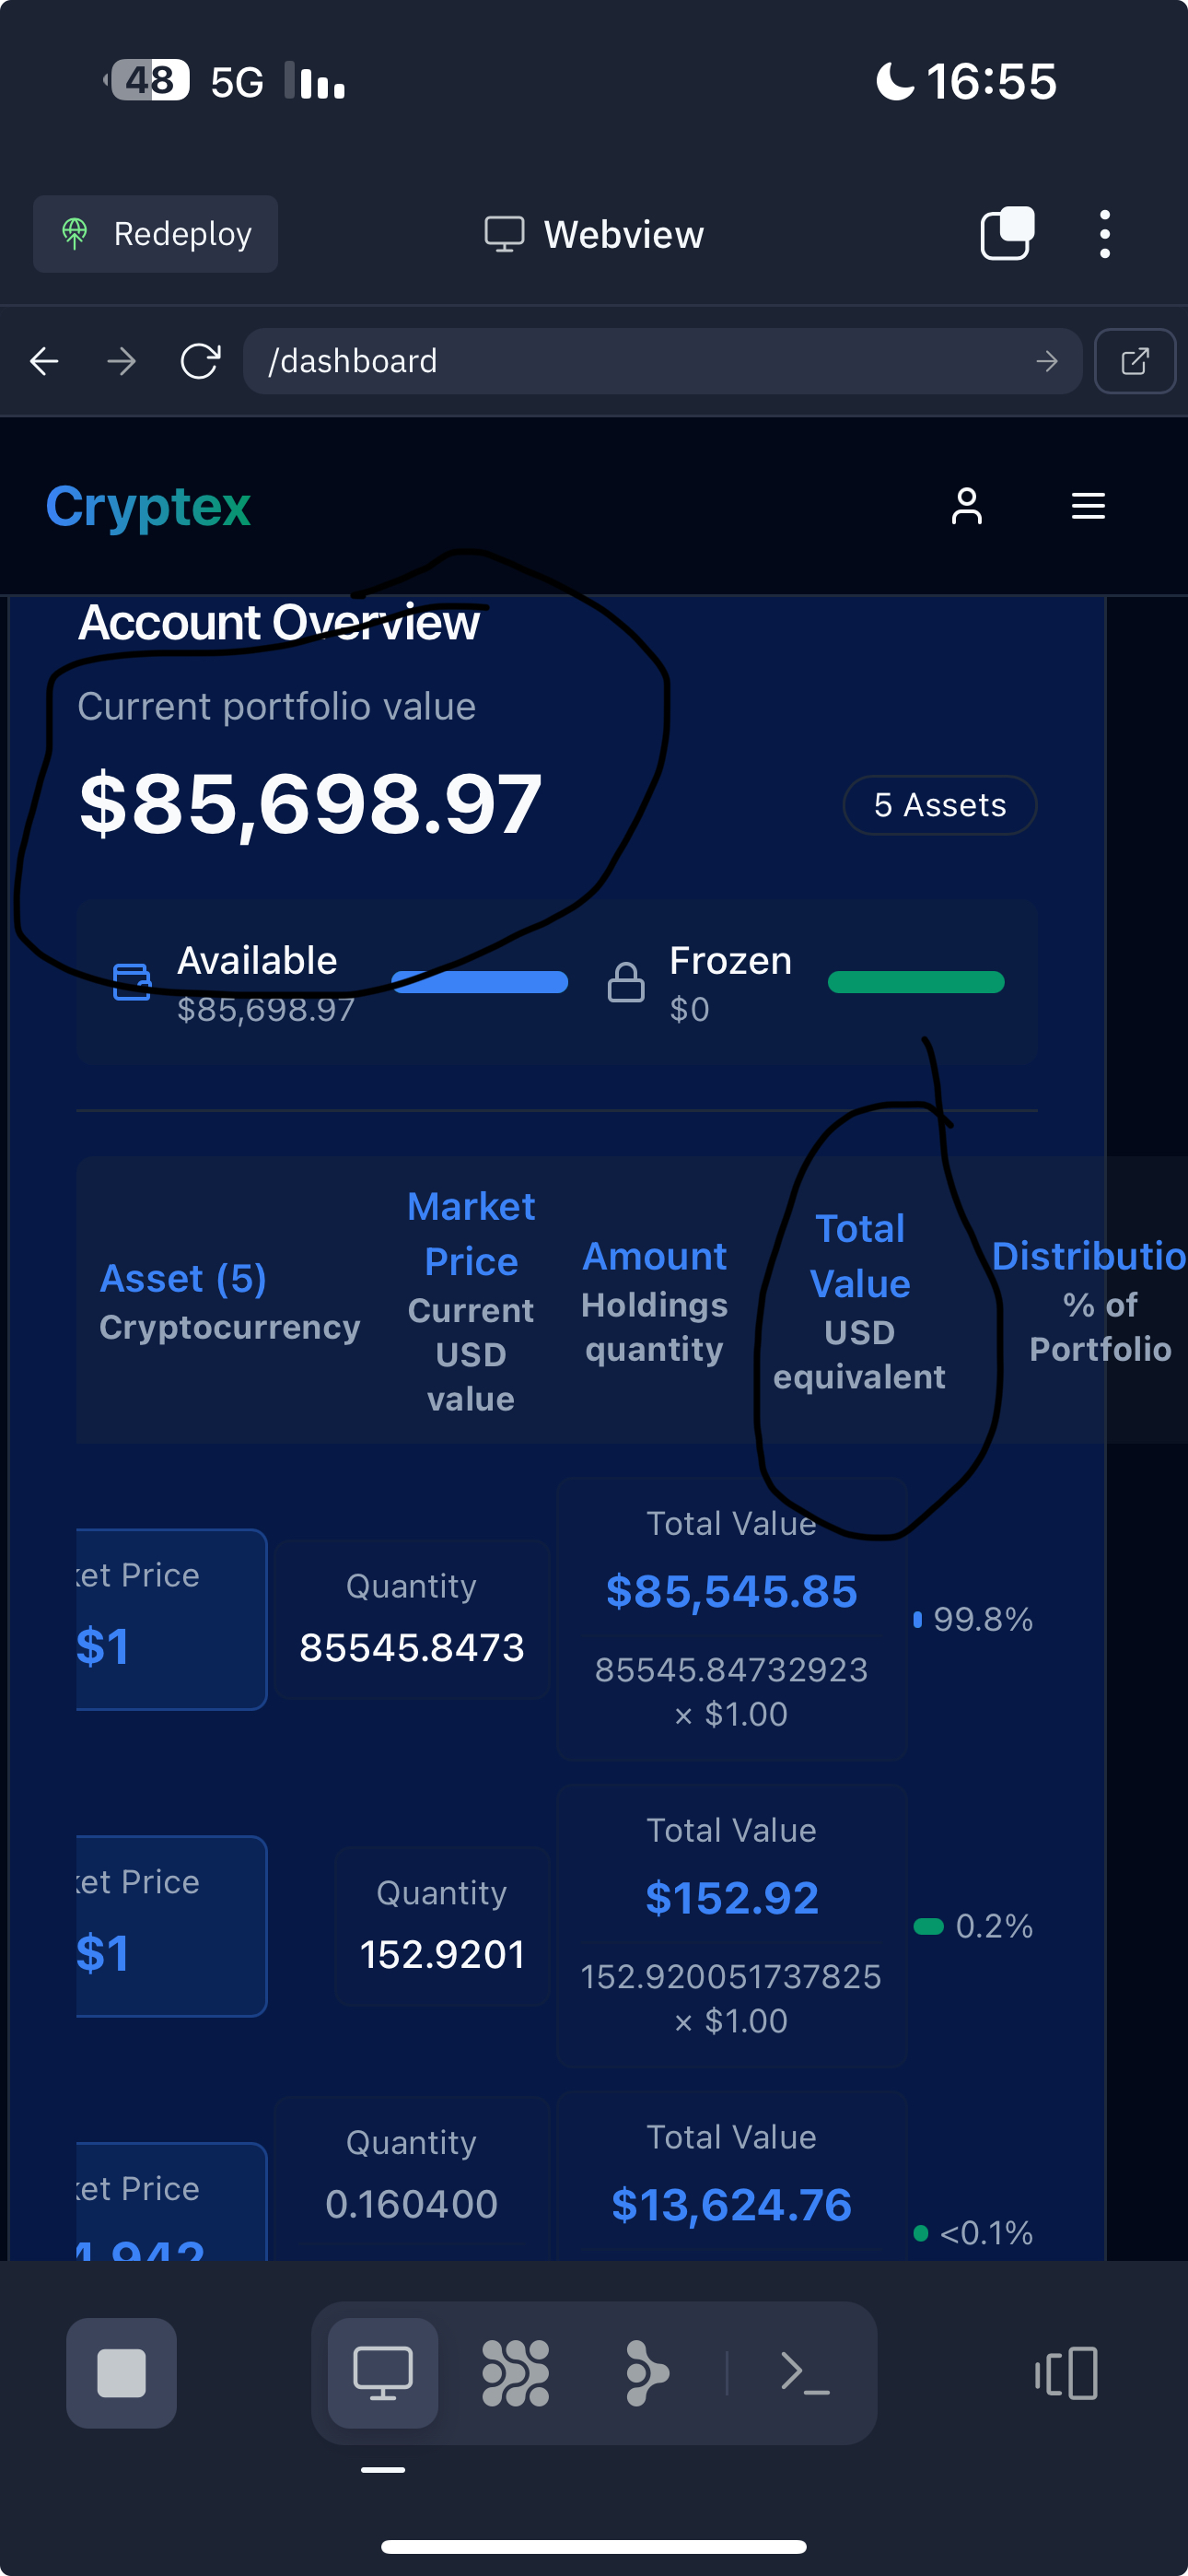 48 5G 16:55
Redeploy Webview
/dashboard
Cryptex
Account Overview
Current portfolio value
$85,698.97
5 Assets
Available
$85,698.97
Frozen
$0
Asset (5)
Cryptocurrency
Market
Price
Current
USD
value
Amount
Holdings
quantity
Total
Value
USD
equivalent
Distributio
% of
Portfolio
ket Price
$1
Quantity
85545.8473
Total Value
$85,545.85
85545.84732923
× $1.00
99.8%
ket Price
$1
Quantity
152.9201
Total Value
$152.92
152.920051737825
× $1.00
0.2%
ket Price
4,942
Quantity
0.160400
Total Value
$13,624.76
<0.1%